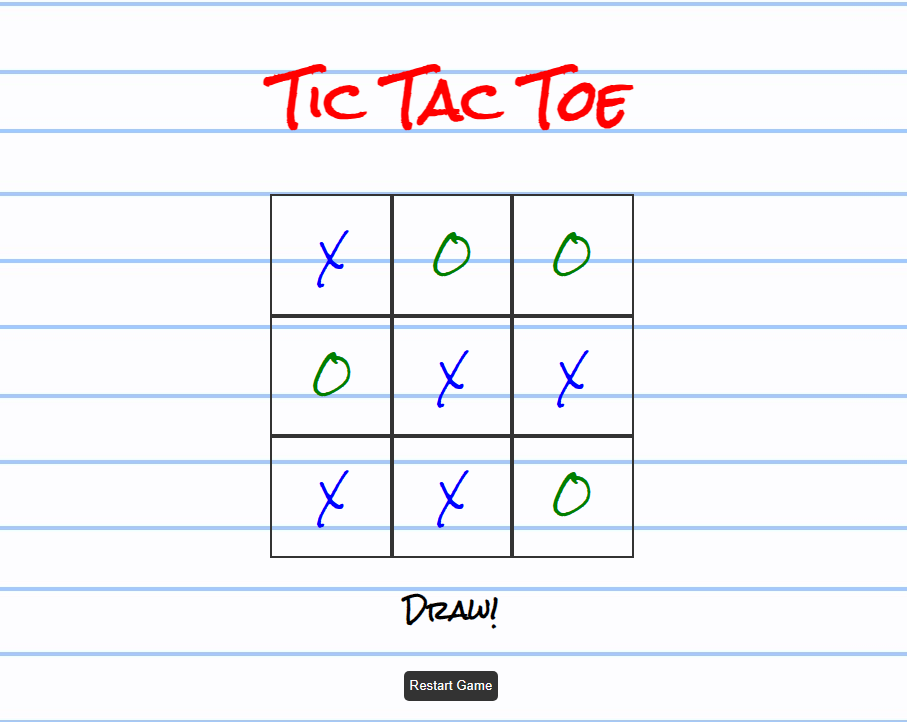 Tic Tac Toe
X O O
O X X
X X O
Draw!
Restart Game